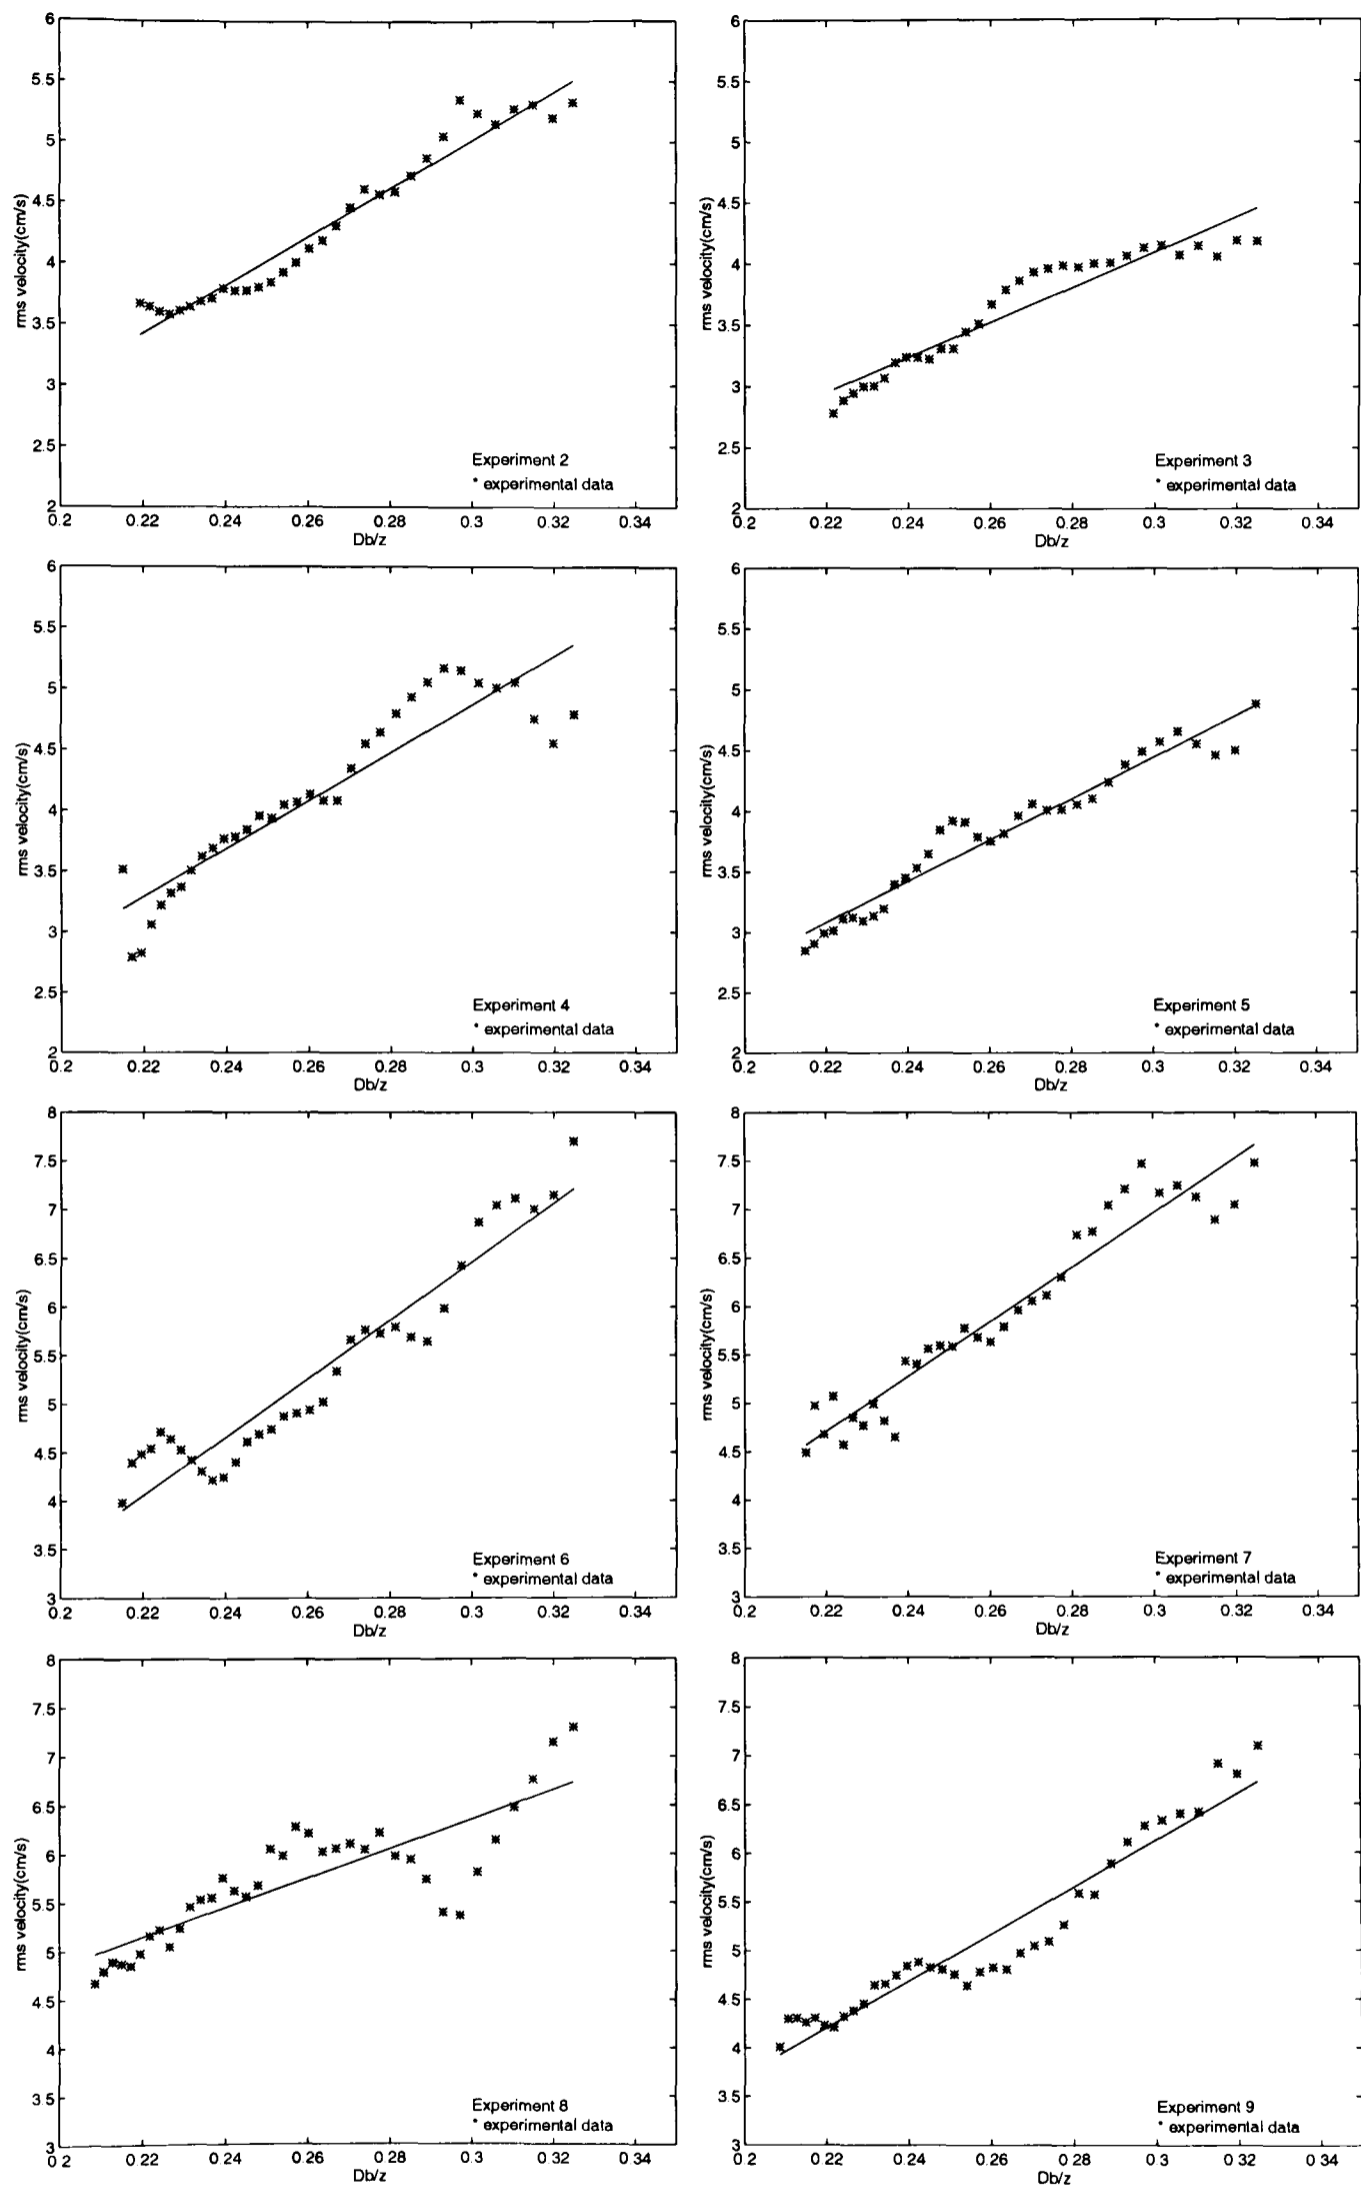 6
5.5
5
4.5
4
3.5
3
2.5
2
rms velocity(cm/s)
0.2 0.22 0.24 0.26 0.28 0.3 0.32 0.34
Db/z
Experiment 2
* experimental data
6
5.5
5
4.5
4
3.5
3
2.5
2
rms velocity(cm/s)
0.2 0.22 0.24 0.26 0.28 0.3 0.32 0.34
Db/z
Experiment 3
* experimental data
6
5.5
5
4.5
4
3.5
3
2.5
2
rms velocity(cm/s)
0.2 0.22 0.24 0.26 0.28 0.3 0.32 0.34
Db/z
Experiment 4
* experimental data
6
5.5
5
4.5
4
3.5
3
2.5
2
rms velocity(cm/s)
0.2 0.22 0.24 0.26 0.28 0.3 0.32 0.34
Db/z
Experiment 5
* experimental data
8
7.5
7
6.5
6
5.5
5
4.5
4
3.5
3
rms velocity(cm/s)
0.2 0.22 0.24 0.26 0.28 0.3 0.32 0.34
Db/z
Experiment 6
* experimental data
8
7.5
7
6.5
6
5.5
5
4.5
4
3.5
3
rms velocity(cm/s)
0.2 0.22 0.24 0.26 0.28 0.3 0.32 0.34
Db/z
Experiment 7
* experimental data
8
7.5
7
6.5
6
5.5
5
4.5
4
3.5
3
rms velocity(cm/s)
0.2 0.22 0.24 0.26 0.28 0.3 0.32 0.34
Db/z
Experiment 8
* experimental data
8
7.5
7
6.5
6
5.5
5
4.5
4
3.5
3
rms velocity(cm/s)
0.2 0.22 0.24 0.26 0.28 0.3 0.32 0.34
Db/z
Experiment 9
* experimental data